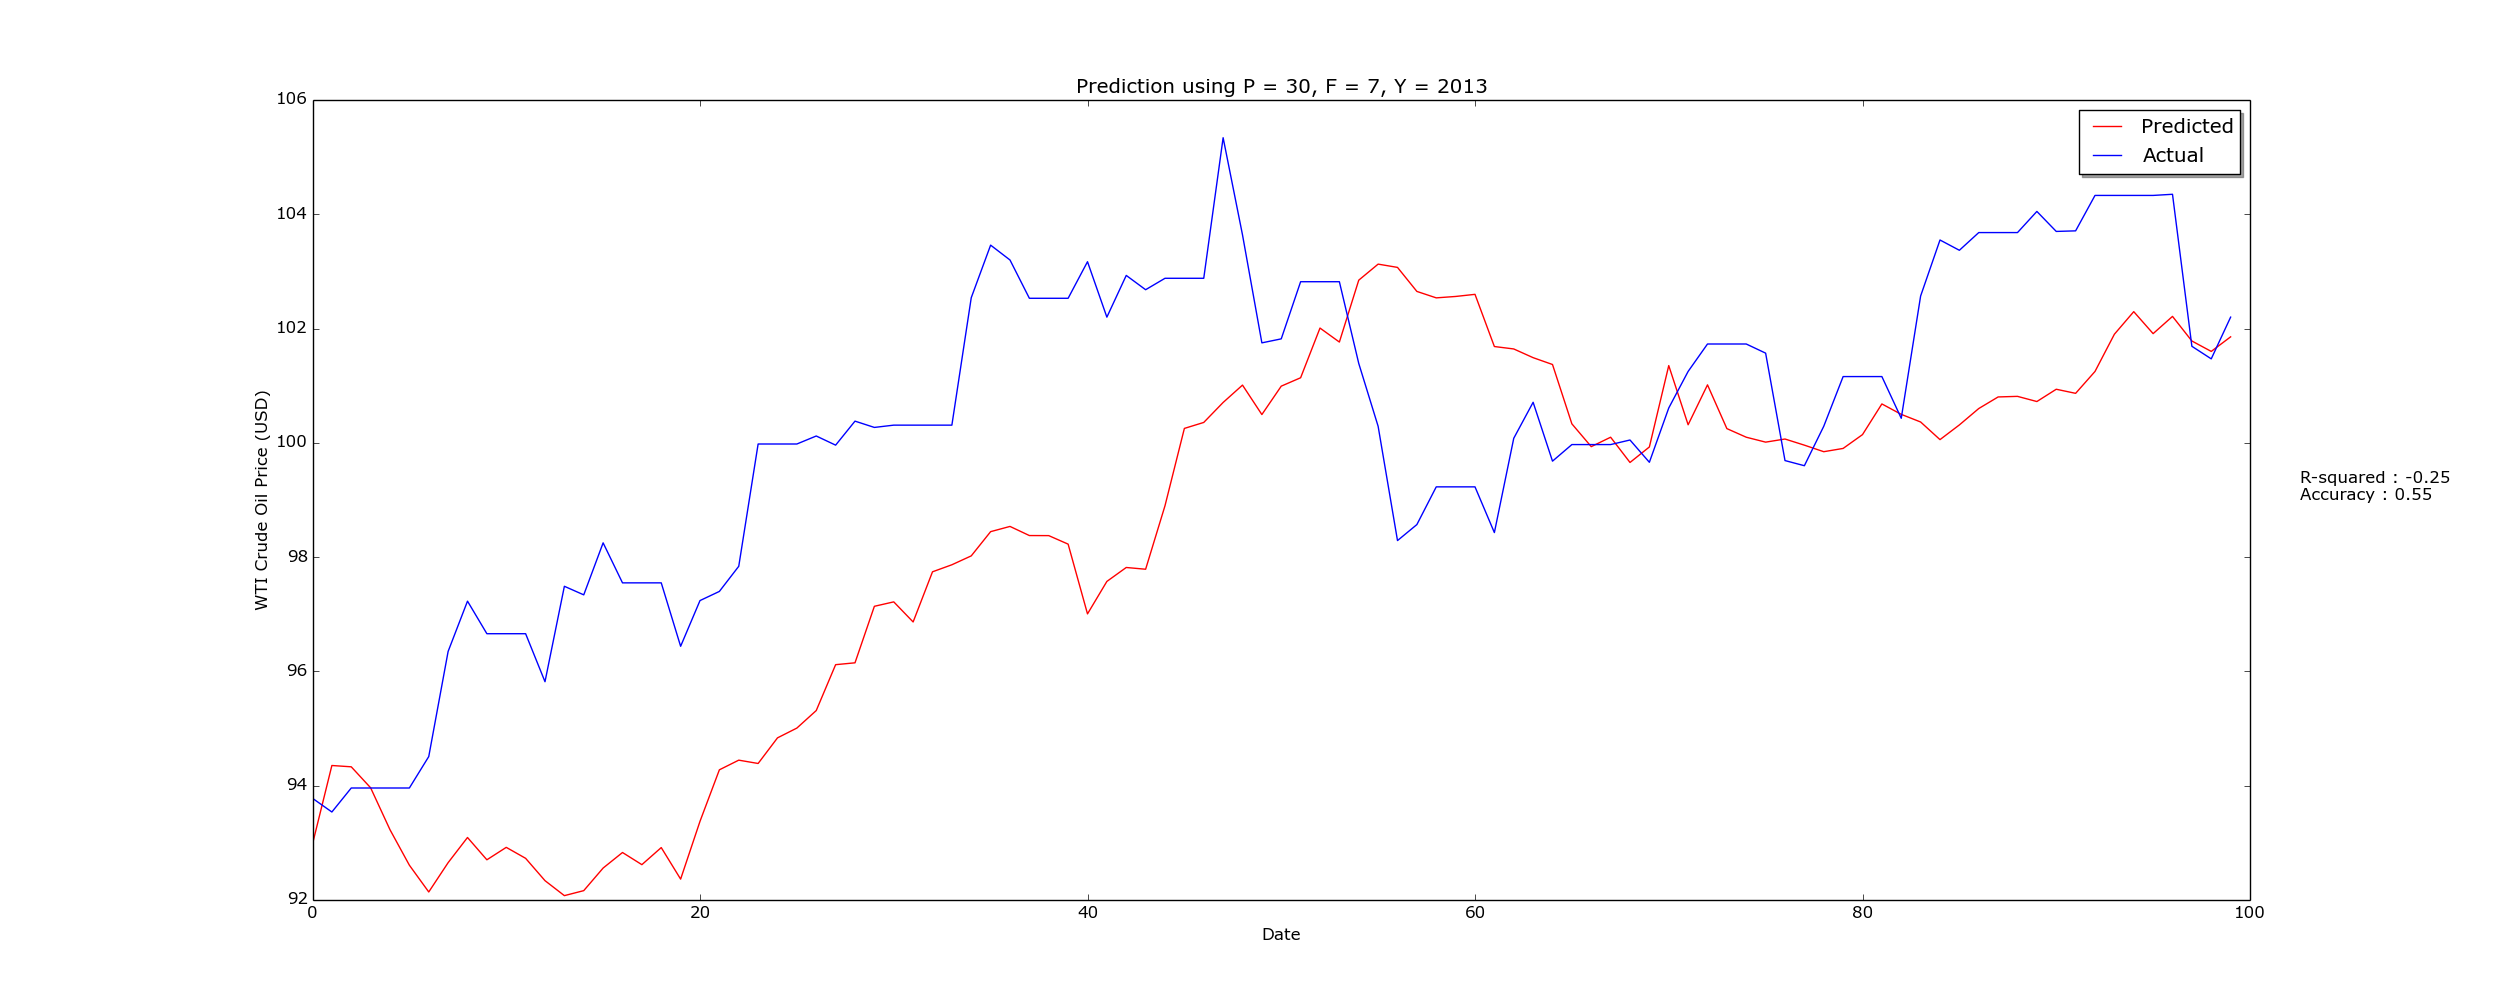 Prediction using P = 30, F = 7, Y = 2013
106
104
102
100
98
96
94
92
WTI Crude Oil Price (USD)
0 20 40 60 80 100
Date
Predicted
Actual
R-squared : -0.25
Accuracy : 0.55